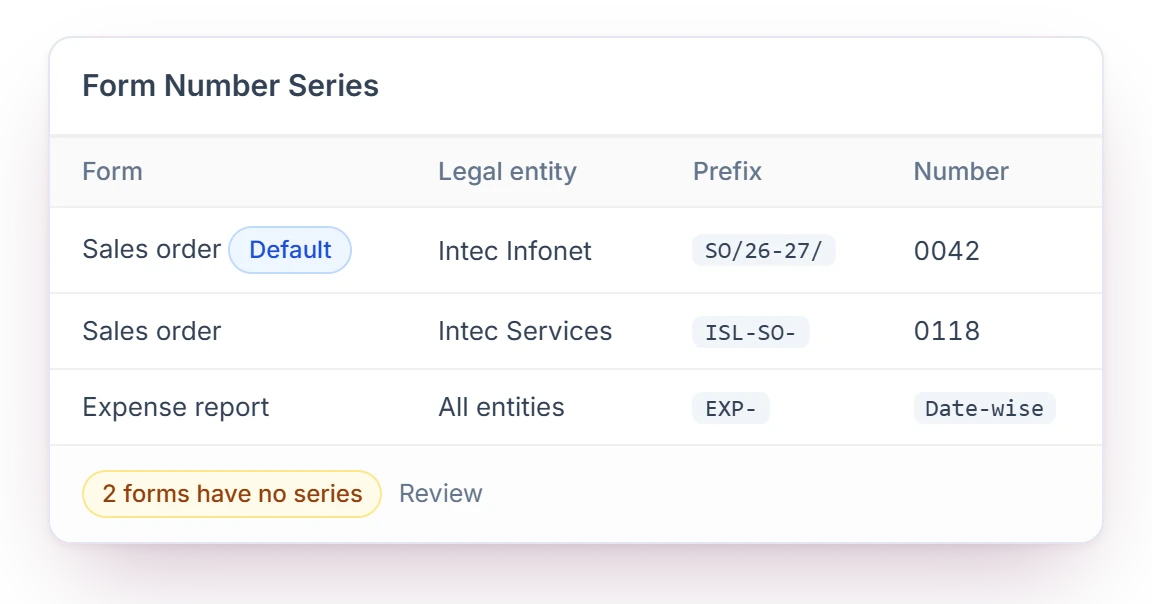 Form Number Series
Form Legal entity Prefix Number
Sales order Default Intec Infonet SO/26-27/ 0042
Sales order Intec Services ISL-SO- 0118
Expense report All entities EXP- Date-wise
2 forms have no series Review